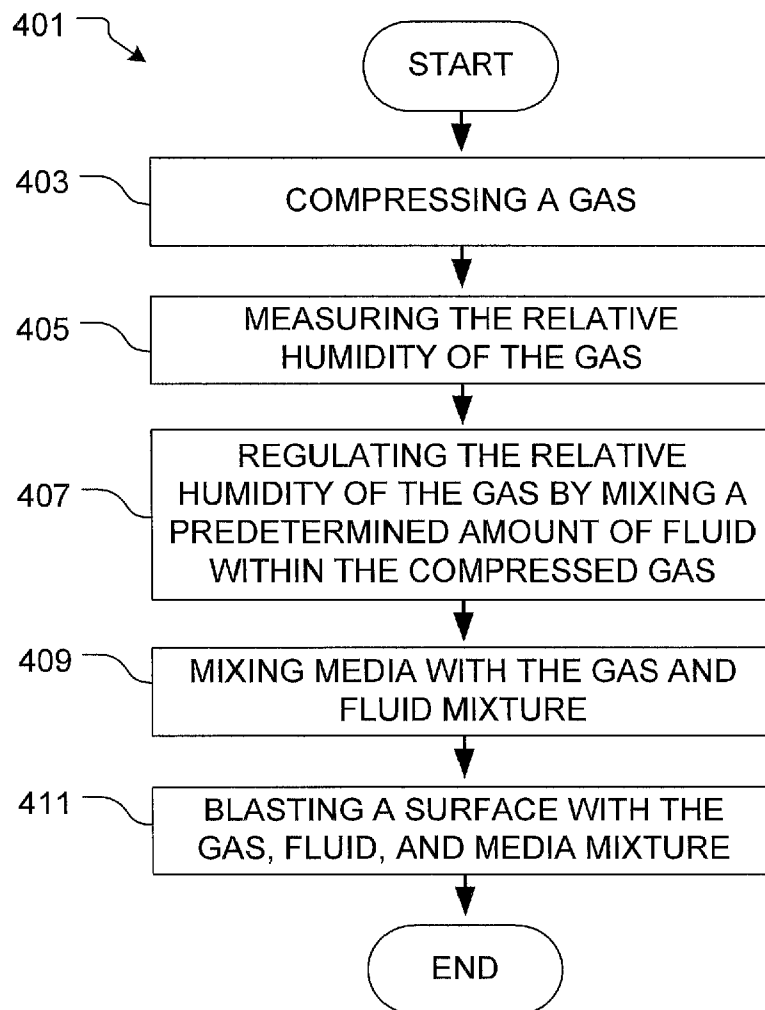 401
START
403
COMPRESSING A GAS
405
MEASURING THE RELATIVE
HUMIDITY OF THE GAS
407
REGULATING THE RELATIVE
HUMIDITY OF THE GAS BY MIXING A
PREDETERMINED AMOUNT OF FLUID
WITHIN THE COMPRESSED GAS
409
MIXING MEDIA WITH THE GAS AND
FLUID MIXTURE
411
BLASTING A SURFACE WITH THE
GAS, FLUID, AND MEDIA MIXTURE
END